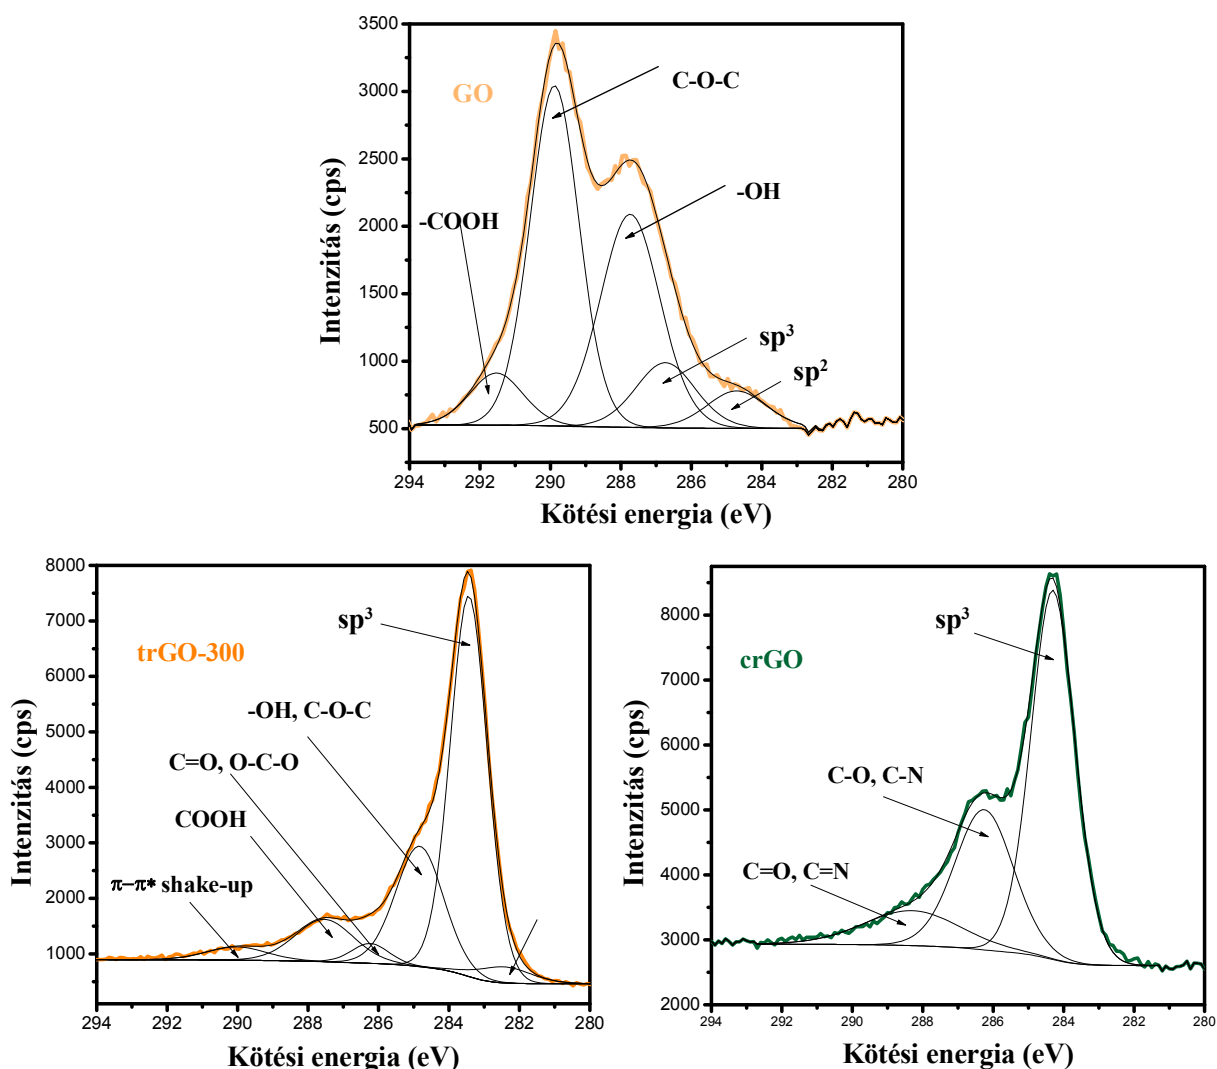 3500
3000
2500
2000
1500
1000
500
Intenzitás (cps)
GO
C-O-C
-OH
-COOH
sp³
sp²
294 292 290 288 286 284 282 280
Kötési energia (eV)
8000
7000
6000
5000
4000
3000
2000
1000
Intenzitás (cps)
trGO-300
sp³
-OH, C-O-C
C=O, O-C-O
COOH
π−π* shake-up
294 292 290 288 286 284 282 280
Kötési energia (eV)
8000
7000
6000
5000
4000
3000
2000
Intenzitás (cps)
crGO
sp³
C-O, C-N
C=O, C=N
294 292 290 288 286 284 282 280
Kötési energia (eV)